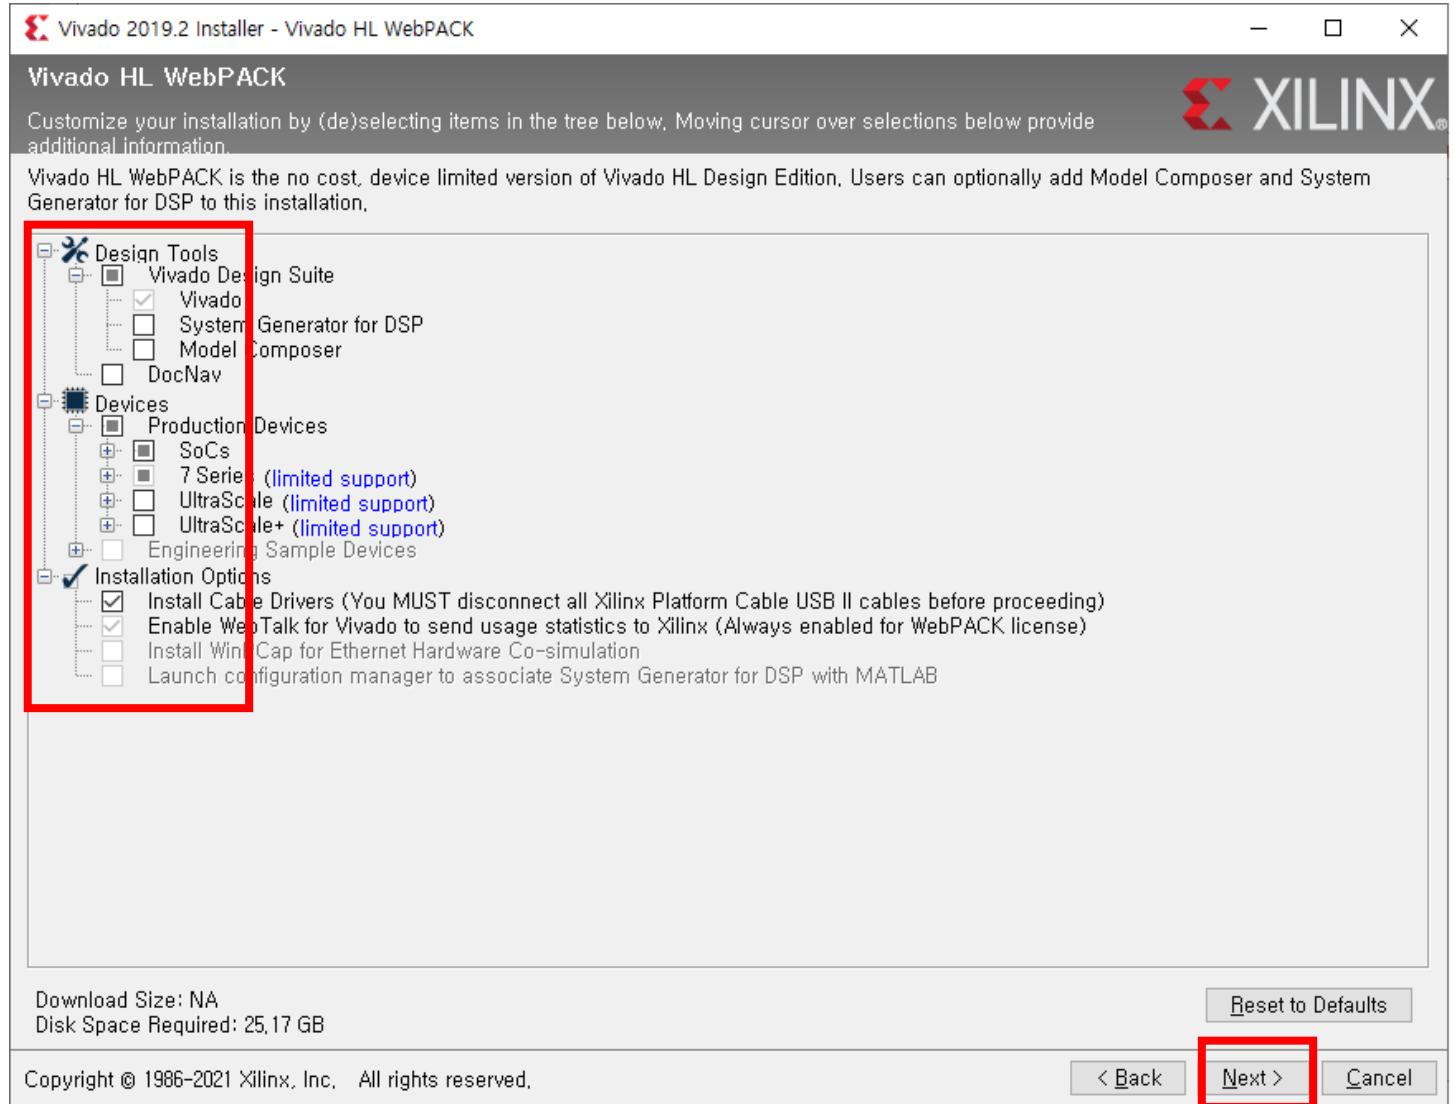 Vivado 2019.2 Installer - Vivado HL WebPACK
Vivado HL WebPACK
XILINX®
Customize your installation by (de)selecting items in the tree below. Moving cursor over selections below provide
additional information.
Vivado HL WebPACK is the no cost, device limited version of Vivado HL Design Edition. Users can optionally add Model Composer and System
Generator for DSP to this installation.
Design Tools
Vivado Design Suite
Vivado
System Generator for DSP
Model Composer
DocNav
Devices
Production Devices
SoCs
7 Series (limited support)
UltraScale (limited support)
UltraScale+ (limited support)
Engineering Sample Devices
Installation Options
Install Cable Drivers (You MUST disconnect all Xilinx Platform Cable USB II cables before proceeding)
Enable WebTalk for Vivado to send usage statistics to Xilinx (Always enabled for WebPACK license)
Install WinPCap for Ethernet Hardware Co-simulation
Launch configuration manager to associate System Generator for DSP with MATLAB
Download Size: NA
Disk Space Required: 25.17 GB
Reset to Defaults
Copyright © 1986-2021 Xilinx, Inc. All rights reserved.
< Back
Next >
Cancel